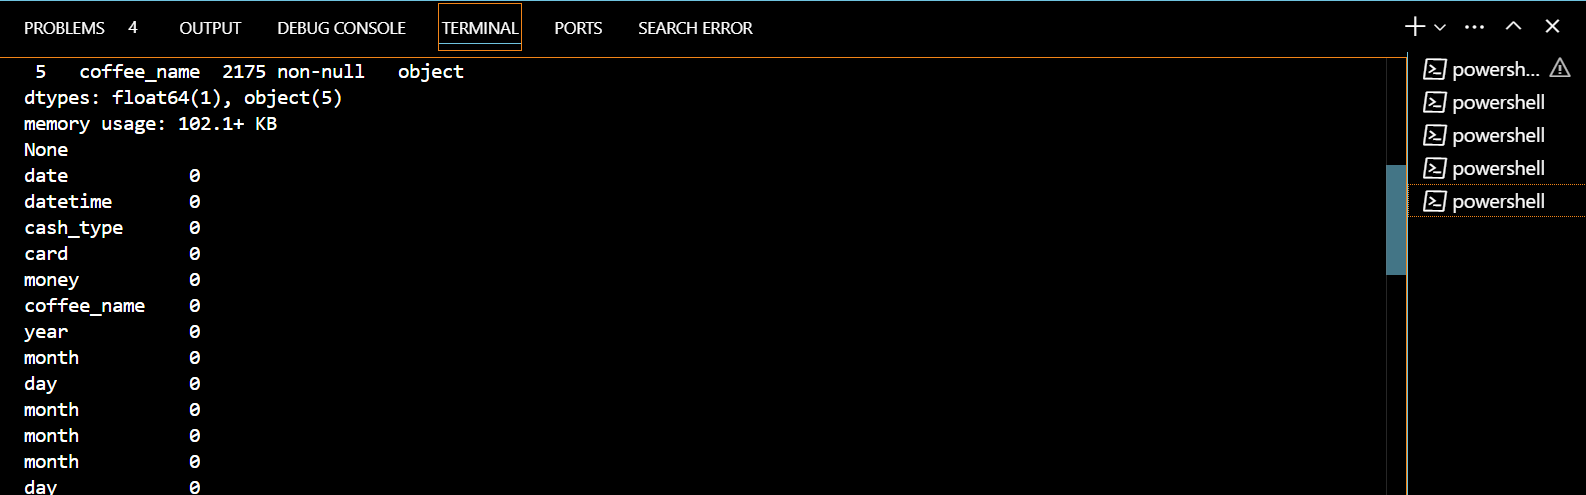 PROBLEMS 4 OUTPUT DEBUG CONSOLE TERMINAL PORTS SEARCH ERROR
5 coffee_name 2175 non-null object
dtypes: float64(1), object(5)
memory usage: 102.1+ KB
None
date 0
datetime 0
cash_type 0
card 0
money 0
coffee_name 0
year 0
month 0
day 0
month 0
month 0
month 0
day 0
powersh...
powershell
powershell
powershell
powershell